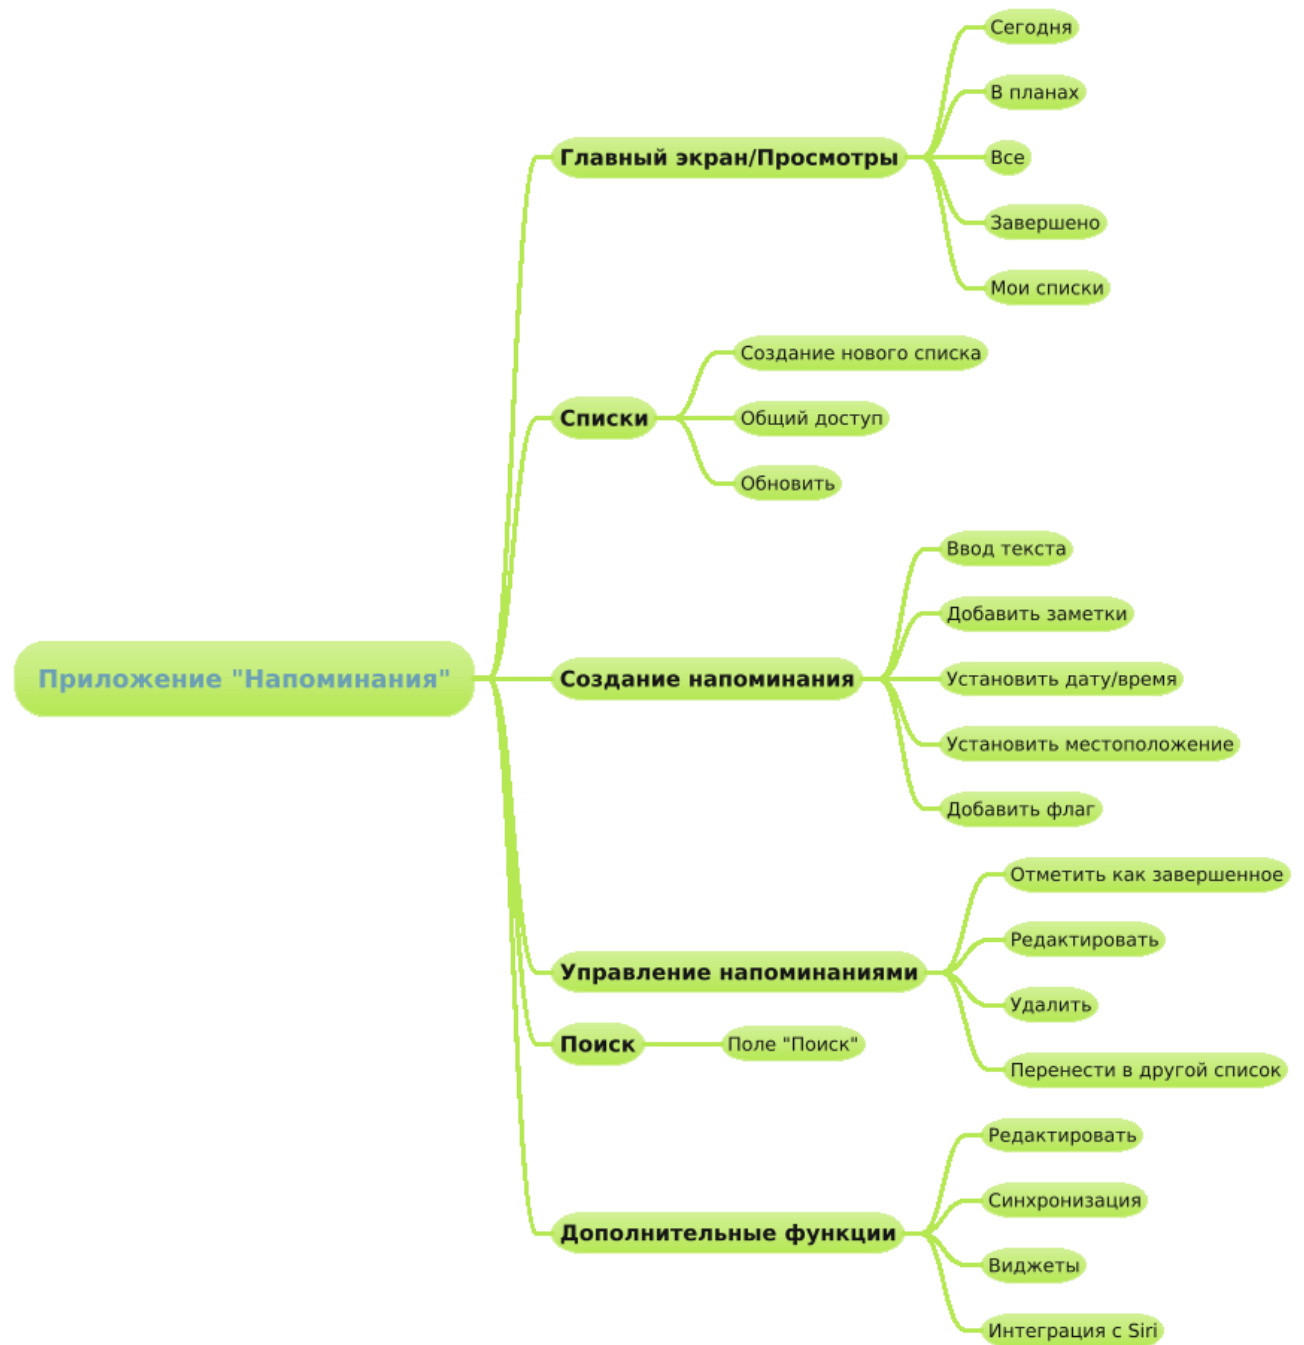 Приложение "Напоминания"
Главный экран/Просмотры
Сегодня
В планах
Все
Завершено
Мои списки
Списки
Создание нового списка
Общий доступ
Обновить
Создание напоминания
Ввод текста
Добавить заметки
Установить дату/время
Установить местоположение
Добавить флаг
Управление напоминаниями
Отметить как завершенное
Редактировать
Удалить
Перенести в другой список
Поиск
Поле "Поиск"
Дополнительные функции
Редактировать
Синхронизация
Виджеты
Интеграция с Siri